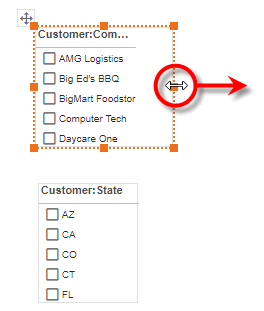 Customer:Com...
AMG Logistics
Big Ed's BBQ
BigMart Foodstor
Computer Tech
Daycare One
Customer:State
AZ
CA
CO
CT
FL